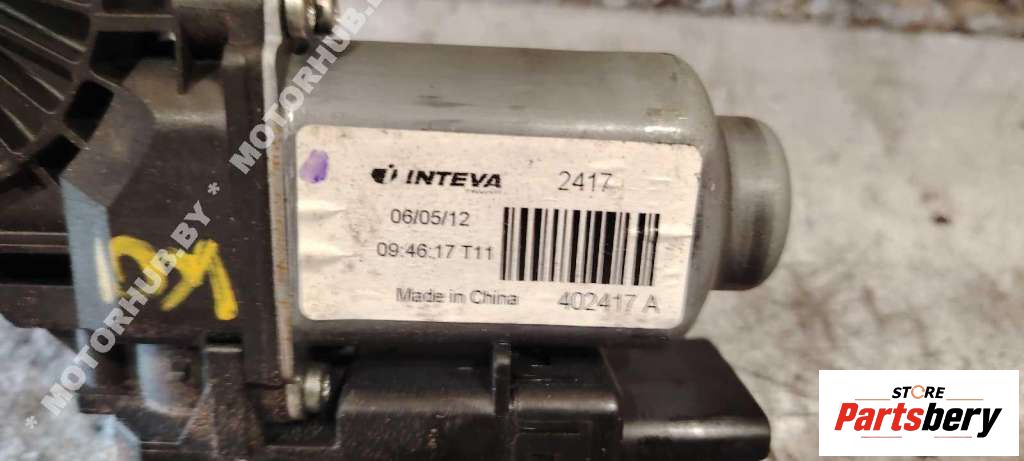 * MOTORHUB.BY * MOTORHUB.BY
INTEVA 2417
06/05/12
09:46:17 T11
Made in China 402417 A
STORE
Partsbery